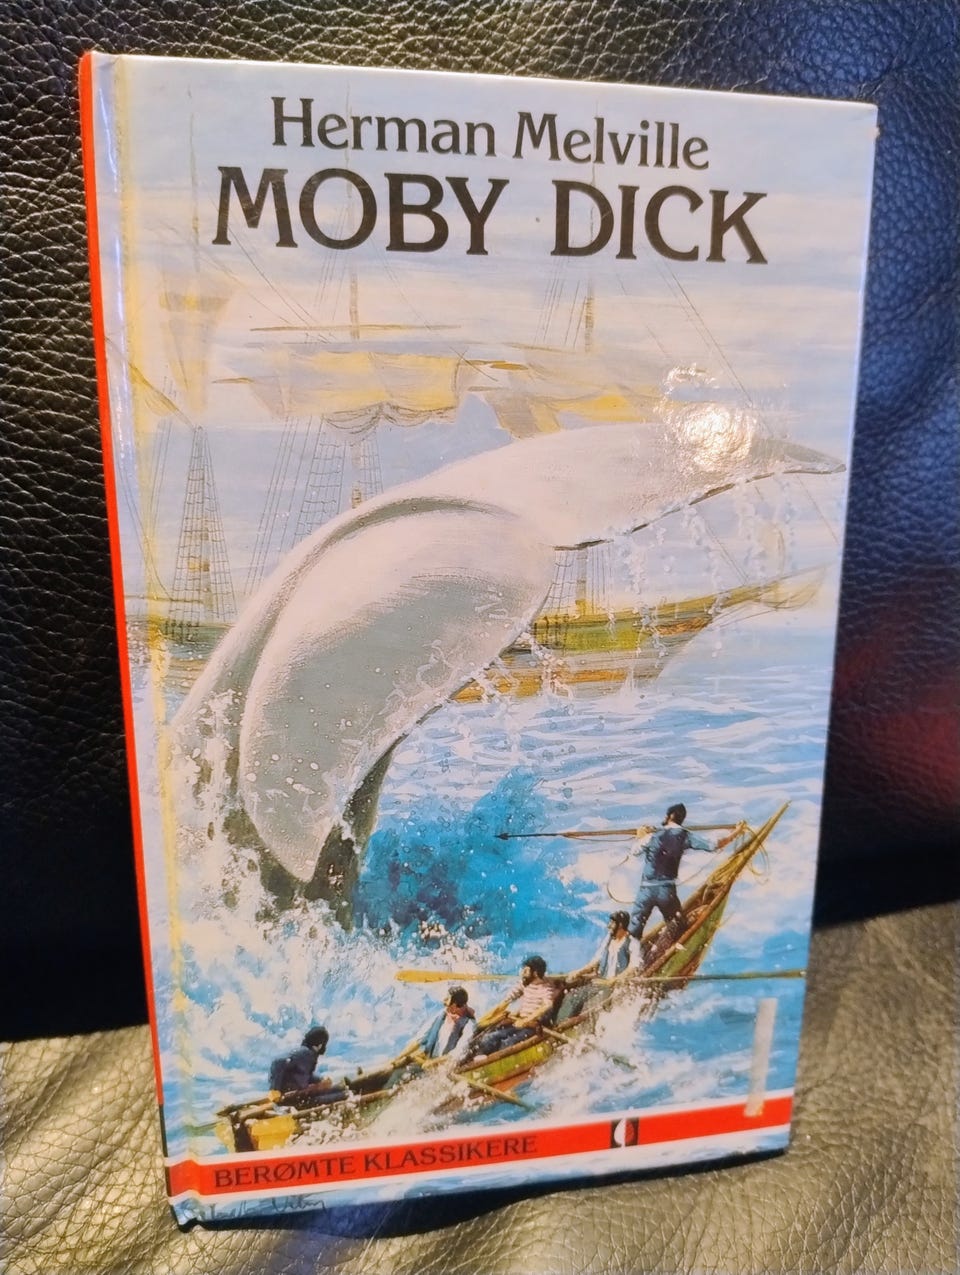 Herman Melville
MOBY DICK
BERØMTE KLASSIKERE